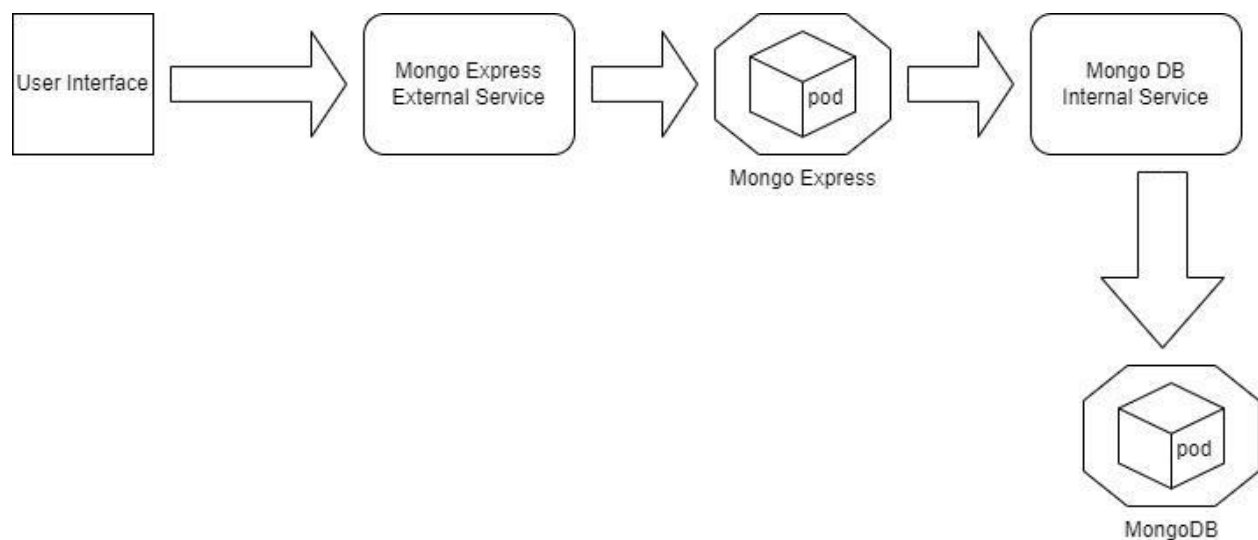 User Interface
Mongo Express
External Service
pod
Mongo Express
Mongo DB
Internal Service
pod
MongoDB